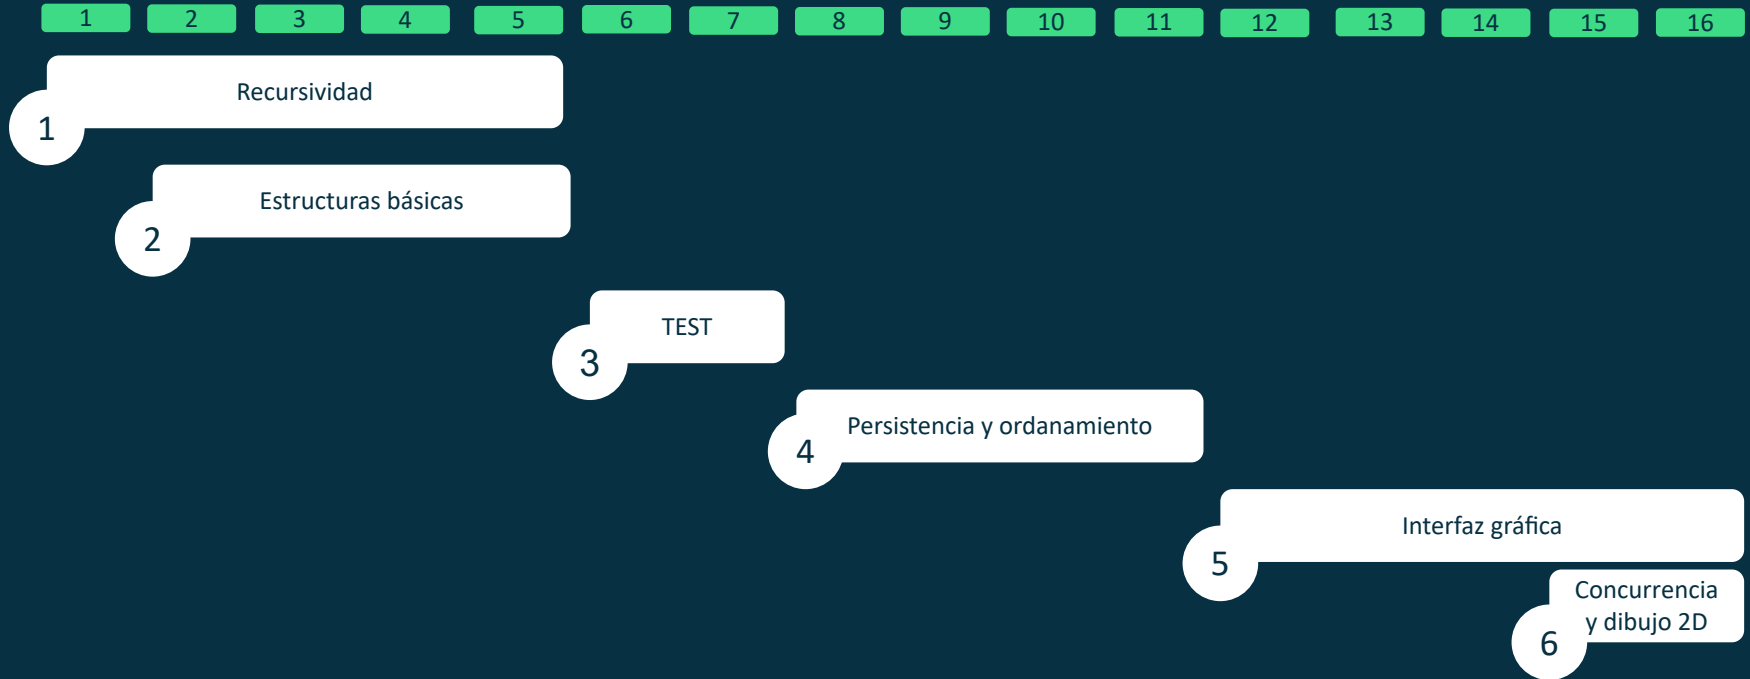 1 2 3 4 5 6 7 8 9 10 11 12 13 14 15 16
Recursividad
1
Estructuras básicas
2
TEST
3
Persistencia y ordanamiento
4
Interfaz gráfica
5
Concurrencia
y dibujo 2D
6